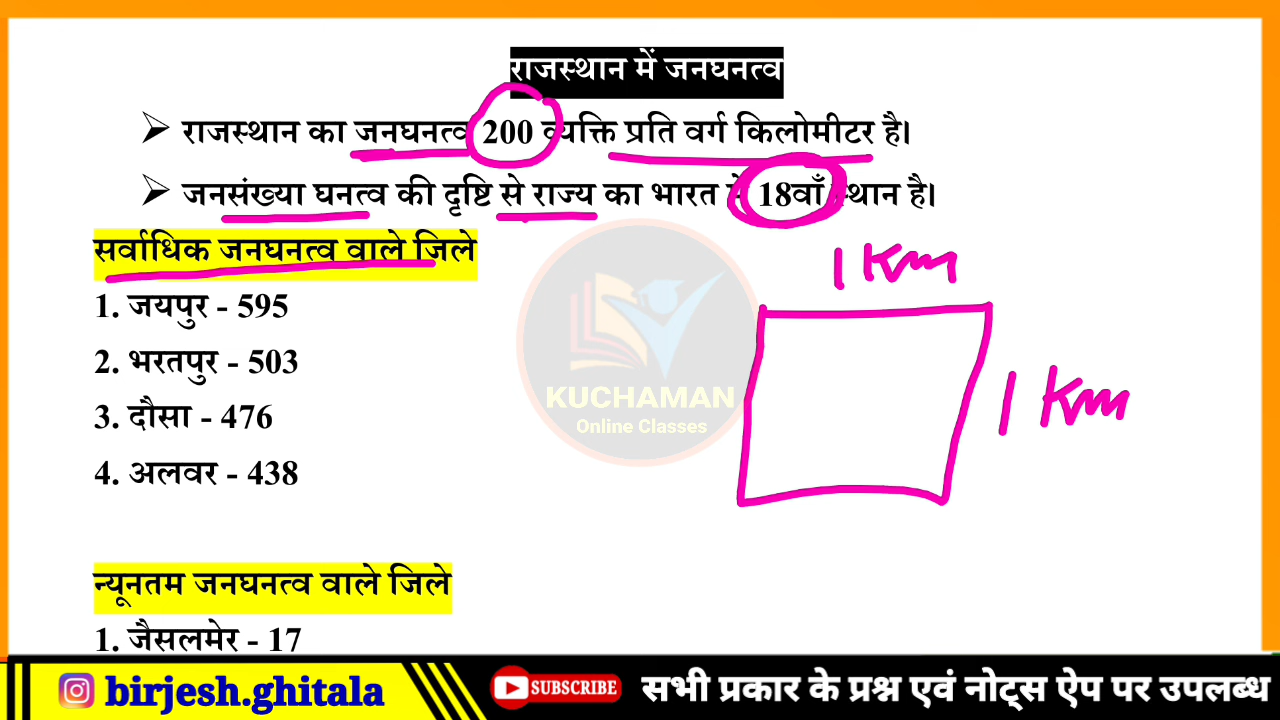 राजस्थान में जनघनत्व
➢ राजस्थान का जनघनत्व 200 व्यक्ति प्रति वर्ग किलोमीटर है।
➢ जनसंख्या घनत्व की दृष्टि से राज्य का भारत में 18वाँ स्थान है।
सर्वाधिक जनघनत्व वाले जिले
1 Km
1. जयपुर - 595
2. भरतपुर - 503
1 Km
3. दौसा - 476
4. अलवर - 438
KUCHAMAN
Online Classes
न्यूनतम जनघनत्व वाले जिले
1. जैसलमेर - 17
birjesh.ghitala
SUBSCRIBE
सभी प्रकार के प्रश्न एवं नोट्स ऐप पर उपलब्ध